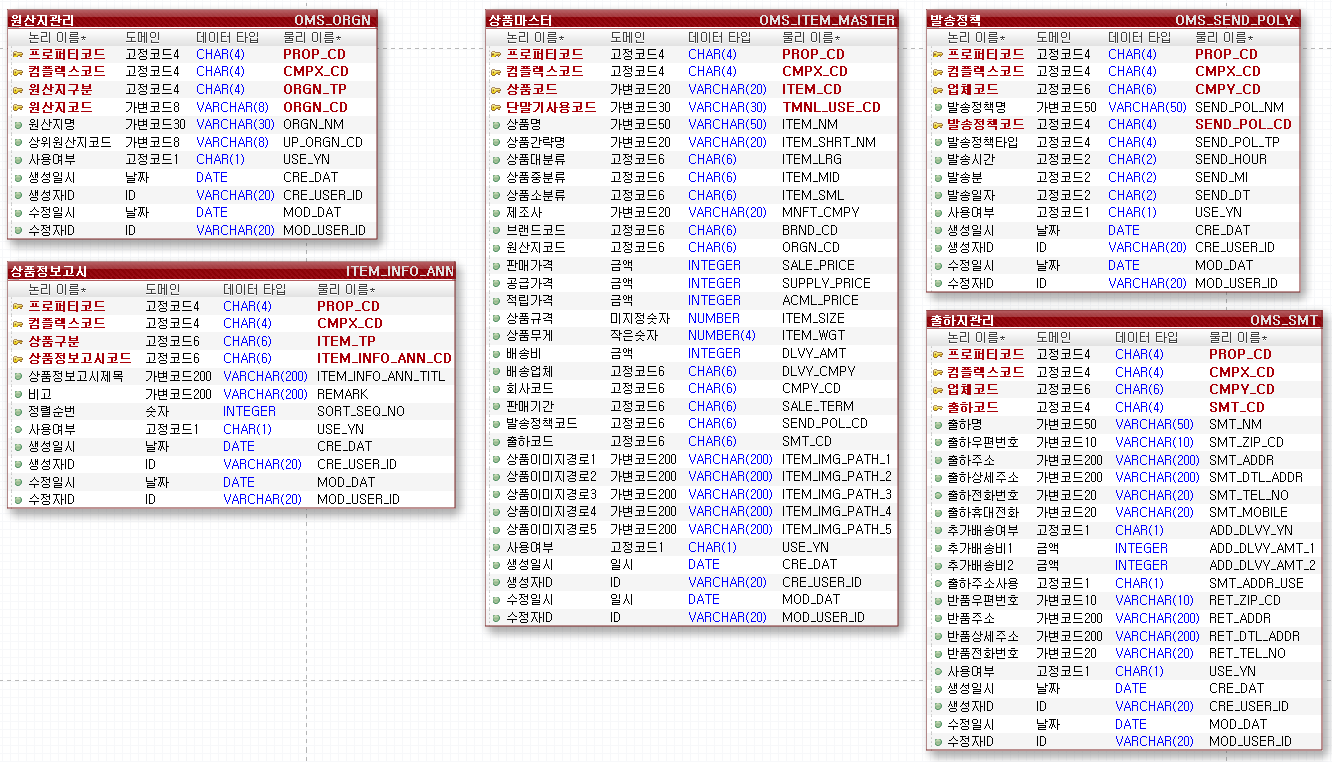 원산지관리 OMS_ORGN
논리 이름* 도메인 데이터 타입 물리 이름*
프로퍼티코드 고정코드4 CHAR(4) PROP_CD
컴플렉스코드 고정코드4 CHAR(4) CMPX_CD
원산지구분 고정코드4 CHAR(4) ORGN_TP
원산지코드 가변코드8 VARCHAR(8) ORGN_CD
원산지명 가변코드30 VARCHAR(30) ORGN_NM
상위원산지코드 가변코드8 VARCHAR(8) UP_ORGN_CD
사용여부 고정코드1 CHAR(1) USE_YN
생성일시 날짜 DATE CRE_DAT
생성자ID ID VARCHAR(20) CRE_USER_ID
수정일시 날짜 DATE MOD_DAT
수정자ID ID VARCHAR(20) MOD_USER_ID
상품정보고시 ITEM_INFO_ANN
논리 이름* 도메인 데이터 타입 물리 이름*
프로퍼티코드 고정코드4 CHAR(4) PROP_CD
컴플렉스코드 고정코드4 CHAR(4) CMPX_CD
상품구분 고정코드6 CHAR(6) ITEM_TP
상품정보고시코드 고정코드6 CHAR(6) ITEM_INFO_ANN_CD
상품정보고시제목 가변코드200 VARCHAR(200) ITEM_INFO_ANN_TITL
비고 가변코드200 VARCHAR(200) REMARK
정렬순번 숫자 INTEGER SORT_SEQ_NO
사용여부 고정코드1 CHAR(1) USE_YN
생성일시 날짜 DATE CRE_DAT
생성자ID ID VARCHAR(20) CRE_USER_ID
수정일시 날짜 DATE MOD_DAT
수정자ID ID VARCHAR(20) MOD_USER_ID
상품마스터 OMS_ITEM_MASTER
논리 이름* 도메인 데이터 타입 물리 이름*
프로퍼티코드 고정코드4 CHAR(4) PROP_CD
컴플렉스코드 고정코드4 CHAR(4) CMPX_CD
상품코드 가변코드20 VARCHAR(20) ITEM_CD
단말기사용코드 가변코드30 VARCHAR(30) TMNL_USE_CD
상품명 가변코드50 VARCHAR(50) ITEM_NM
상품간략명 가변코드20 VARCHAR(20) ITEM_SHRT_NM
상품대분류 고정코드6 CHAR(6) ITEM_LRG
상품중분류 고정코드6 CHAR(6) ITEM_MID
상품소분류 고정코드6 CHAR(6) ITEM_SML
제조사 가변코드20 VARCHAR(20) MNFT_CMPY
브랜드코드 고정코드6 CHAR(6) BRND_CD
원산지코드 고정코드6 CHAR(6) ORGN_CD
판매가격 금액 INTEGER SALE_PRICE
공급가격 금액 INTEGER SUPPLY_PRICE
적립가격 금액 INTEGER ACML_PRICE
상품규격 미지정숫자 NUMBER ITEM_SIZE
상품무게 작은숫자 NUMBER(4) ITEM_WGT
배송비 금액 INTEGER DLVY_AMT
배송업체 고정코드6 CHAR(6) DLVY_CMPY
회사코드 고정코드6 CHAR(6) CMPY_CD
판매기간 고정코드6 CHAR(6) SALE_TERM
발송정책코드 고정코드6 CHAR(6) SEND_POL_CD
출하코드 고정코드6 CHAR(6) SMT_CD
상품이미지경로1 가변코드200 VARCHAR(200) ITEM_IMG_PATH_1
상품이미지경로2 가변코드200 VARCHAR(200) ITEM_IMG_PATH_2
상품이미지경로3 가변코드200 VARCHAR(200) ITEM_IMG_PATH_3
상품이미지경로4 가변코드200 VARCHAR(200) ITEM_IMG_PATH_4
상품이미지경로5 가변코드200 VARCHAR(200) ITEM_IMG_PATH_5
사용여부 고정코드1 CHAR(1) USE_YN
생성일시 일시 DATE CRE_DAT
생성자ID ID VARCHAR(20) CRE_USER_ID
수정일시 일시 DATE MOD_DAT
수정자ID ID VARCHAR(20) MOD_USER_ID
발송정책 OMS_SEND_POLY
논리 이름* 도메인 데이터 타입 물리 이름*
프로퍼티코드 고정코드4 CHAR(4) PROP_CD
컴플렉스코드 고정코드4 CHAR(4) CMPX_CD
업체코드 고정코드6 CHAR(6) CMPY_CD
발송정책명 가변코드50 VARCHAR(50) SEND_POL_NM
발송정책코드 고정코드4 CHAR(4) SEND_POL_CD
발송정책타입 고정코드4 CHAR(4) SEND_POL_TP
발송시간 고정코드2 CHAR(2) SEND_HOUR
발송분 고정코드2 CHAR(2) SEND_MI
발송일자 고정코드2 CHAR(2) SEND_DT
사용여부 고정코드1 CHAR(1) USE_YN
생성일시 날짜 DATE CRE_DAT
생성자ID ID VARCHAR(20) CRE_USER_ID
수정일시 날짜 DATE MOD_DAT
수정자ID ID VARCHAR(20) MOD_USER_ID
출하지관리 OMS_SMT
논리 이름* 도메인 데이터 타입 물리 이름*
프로퍼티코드 고정코드4 CHAR(4) PROP_CD
컴플렉스코드 고정코드4 CHAR(4) CMPX_CD
업체코드 고정코드6 CHAR(6) CMPY_CD
출하코드 고정코드4 CHAR(4) SMT_CD
출하명 가변코드50 VARCHAR(50) SMT_NM
출하우편번호 가변코드10 VARCHAR(10) SMT_ZIP_CD
출하주소 가변코드200 VARCHAR(200) SMT_ADDR
출하상세주소 가변코드200 VARCHAR(200) SMT_DTL_ADDR
출하전화번호 가변코드20 VARCHAR(20) SMT_TEL_NO
출하휴대전화 가변코드20 VARCHAR(20) SMT_MOBILE
추가배송여부 고정코드1 CHAR(1) ADD_DLVY_YN
추가배송비1 금액 INTEGER ADD_DLVY_AMT_1
추가배송비2 금액 INTEGER ADD_DLVY_AMT_2
출하주소사용 고정코드1 CHAR(1) SMT_ADDR_USE
반품우편번호 가변코드10 VARCHAR(10) RET_ZIP_CD
반품주소 가변코드200 VARCHAR(200) RET_ADDR
반품상세주소 가변코드200 VARCHAR(200) RET_DTL_ADDR
반품전화번호 가변코드20 VARCHAR(20) RET_TEL_NO
사용여부 고정코드1 CHAR(1) USE_YN
생성일시 날짜 DATE CRE_DAT
생성자ID ID VARCHAR(20) CRE_USER_ID
수정일시 날짜 DATE MOD_DAT
수정자ID ID VARCHAR(20) MOD_USER_ID